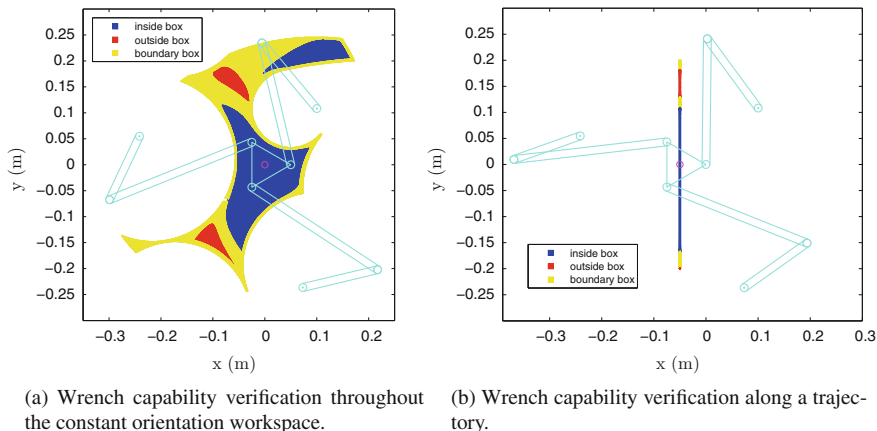 inside box
outside box
boundary box
0.25
0.2
0.15
0.1
0.05
0
−0.05
−0.1
−0.15
−0.2
−0.25
y (m)
−0.3
−0.2
−0.1
0
0.1
0.2
x (m)
(a) Wrench capability verification throughout
the constant orientation workspace.
0.25
0.2
0.15
0.1
0.05
0
−0.05
−0.1
−0.15
−0.2
−0.25
y (m)
inside box
outside box
boundary box
−0.3
−0.2
−0.1
0
0.1
0.2
0.3
x (m)
(b) Wrench capability verification along a trajec-
tory.